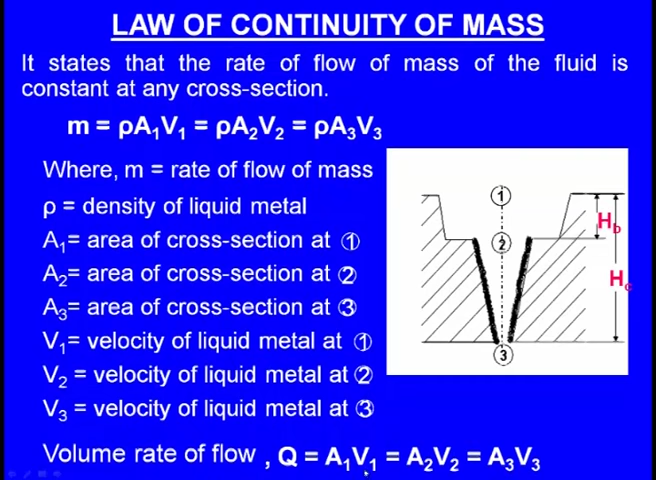 LAW OF CONTINUITY OF MASS
It states that the rate of flow of mass of the fluid is
constant at any cross-section.
m = ρA₁V₁ = ρA₂V₂ = ρA₃V₃
Where, m = rate of flow of mass
ρ = density of liquid metal
A₁= area of cross-section at ①
A₂= area of cross-section at ②
A₃= area of cross-section at ③
V₁= velocity of liquid metal at ①
V₂ = velocity of liquid metal at ②
V₃ = velocity of liquid metal at ③
①
②
③
H_b
H_c
Volume rate of flow , Q = A₁V₁ = A₂V₂ = A₃V₃